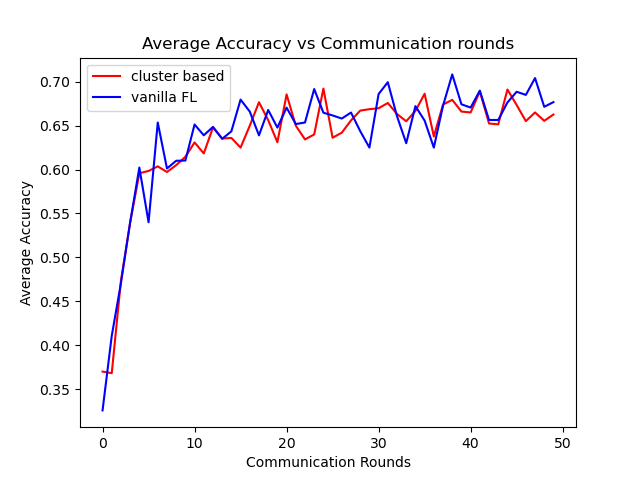 Average Accuracy vs Communication rounds
cluster based
vanilla FL
0.70
0.65
0.60
0.55
0.50
0.45
0.40
0.35
Average Accuracy
0 10 20 30 40 50
Communication Rounds